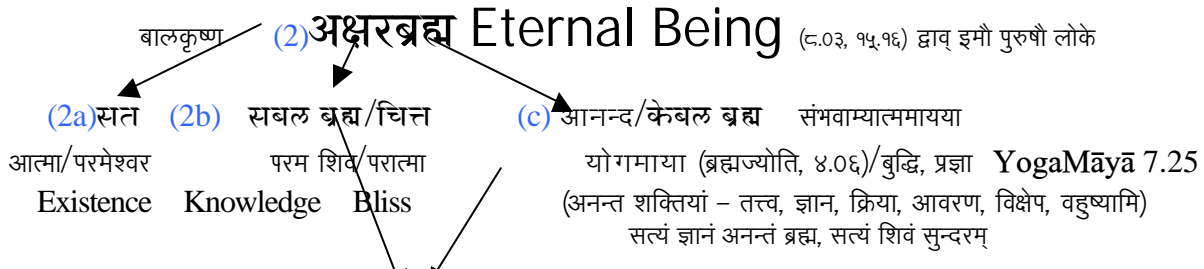 बालकृष्ण (2)अक्षरब्रह्म Eternal Being (८.०३, १५.१६) द्वाव् इमौ पुरुषौ लोके
(2a)सत (2b) सबल ब्रह्म/चित्त (c) आनन्द/केबल ब्रह्म संभवाम्यात्ममायया
आत्मा/परमेश्वर परम शिव/परात्मा योगमाया (ब्रह्मज्योति, ४.०६)/बुद्धि, प्रज्ञा YogaMāyā 7.25
Existence Knowledge Bliss (अनन्त शक्तियां – तत्त्व, ज्ञान, क्रिया, आवरण, विक्षेप, वहुष्यामि)
सत्यं ज्ञानं अनन्तं ब्रह्म, सत्यं शिवं सुन्दरम्